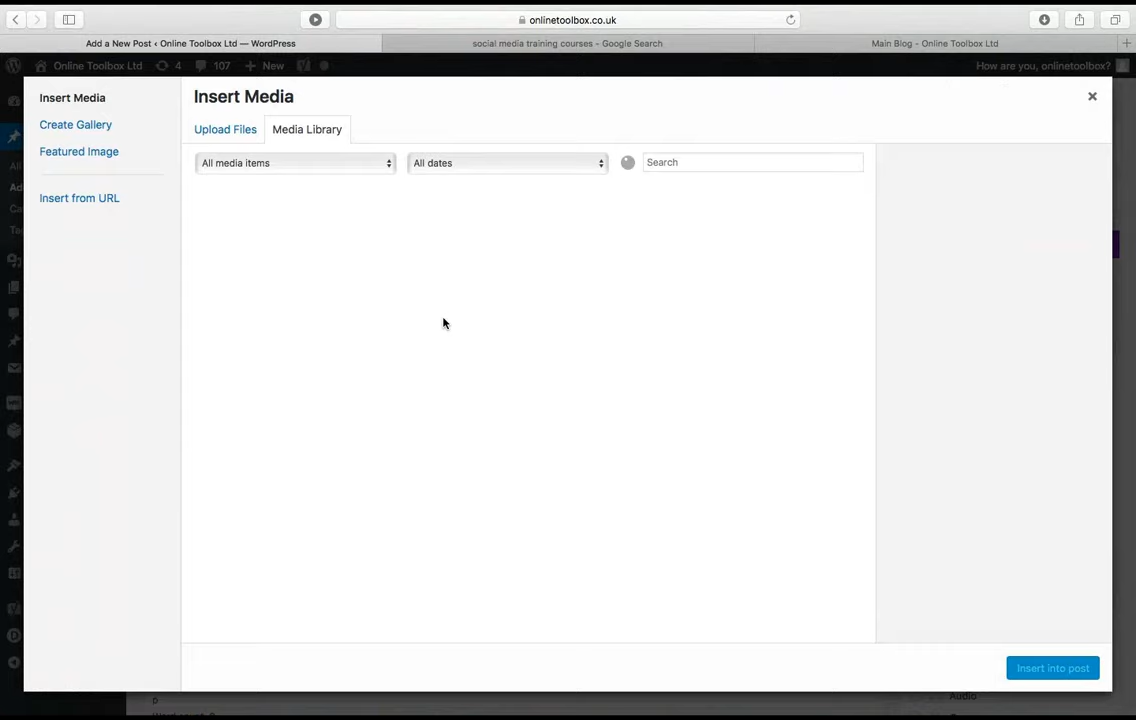 onlinetoolbox.co.uk
Add a New Post ‹ Online Toolbox Ltd — WordPress
social media training courses - Google Search
Main Blog - Online Toolbox Ltd
Online Toolbox Ltd 4 107 New
How are you, onlinetoolbox?
Insert Media
Create Gallery
Featured Image
Insert from URL
Insert Media
Upload Files
Media Library
All media items
All dates
Search
Insert into post
p
Audio